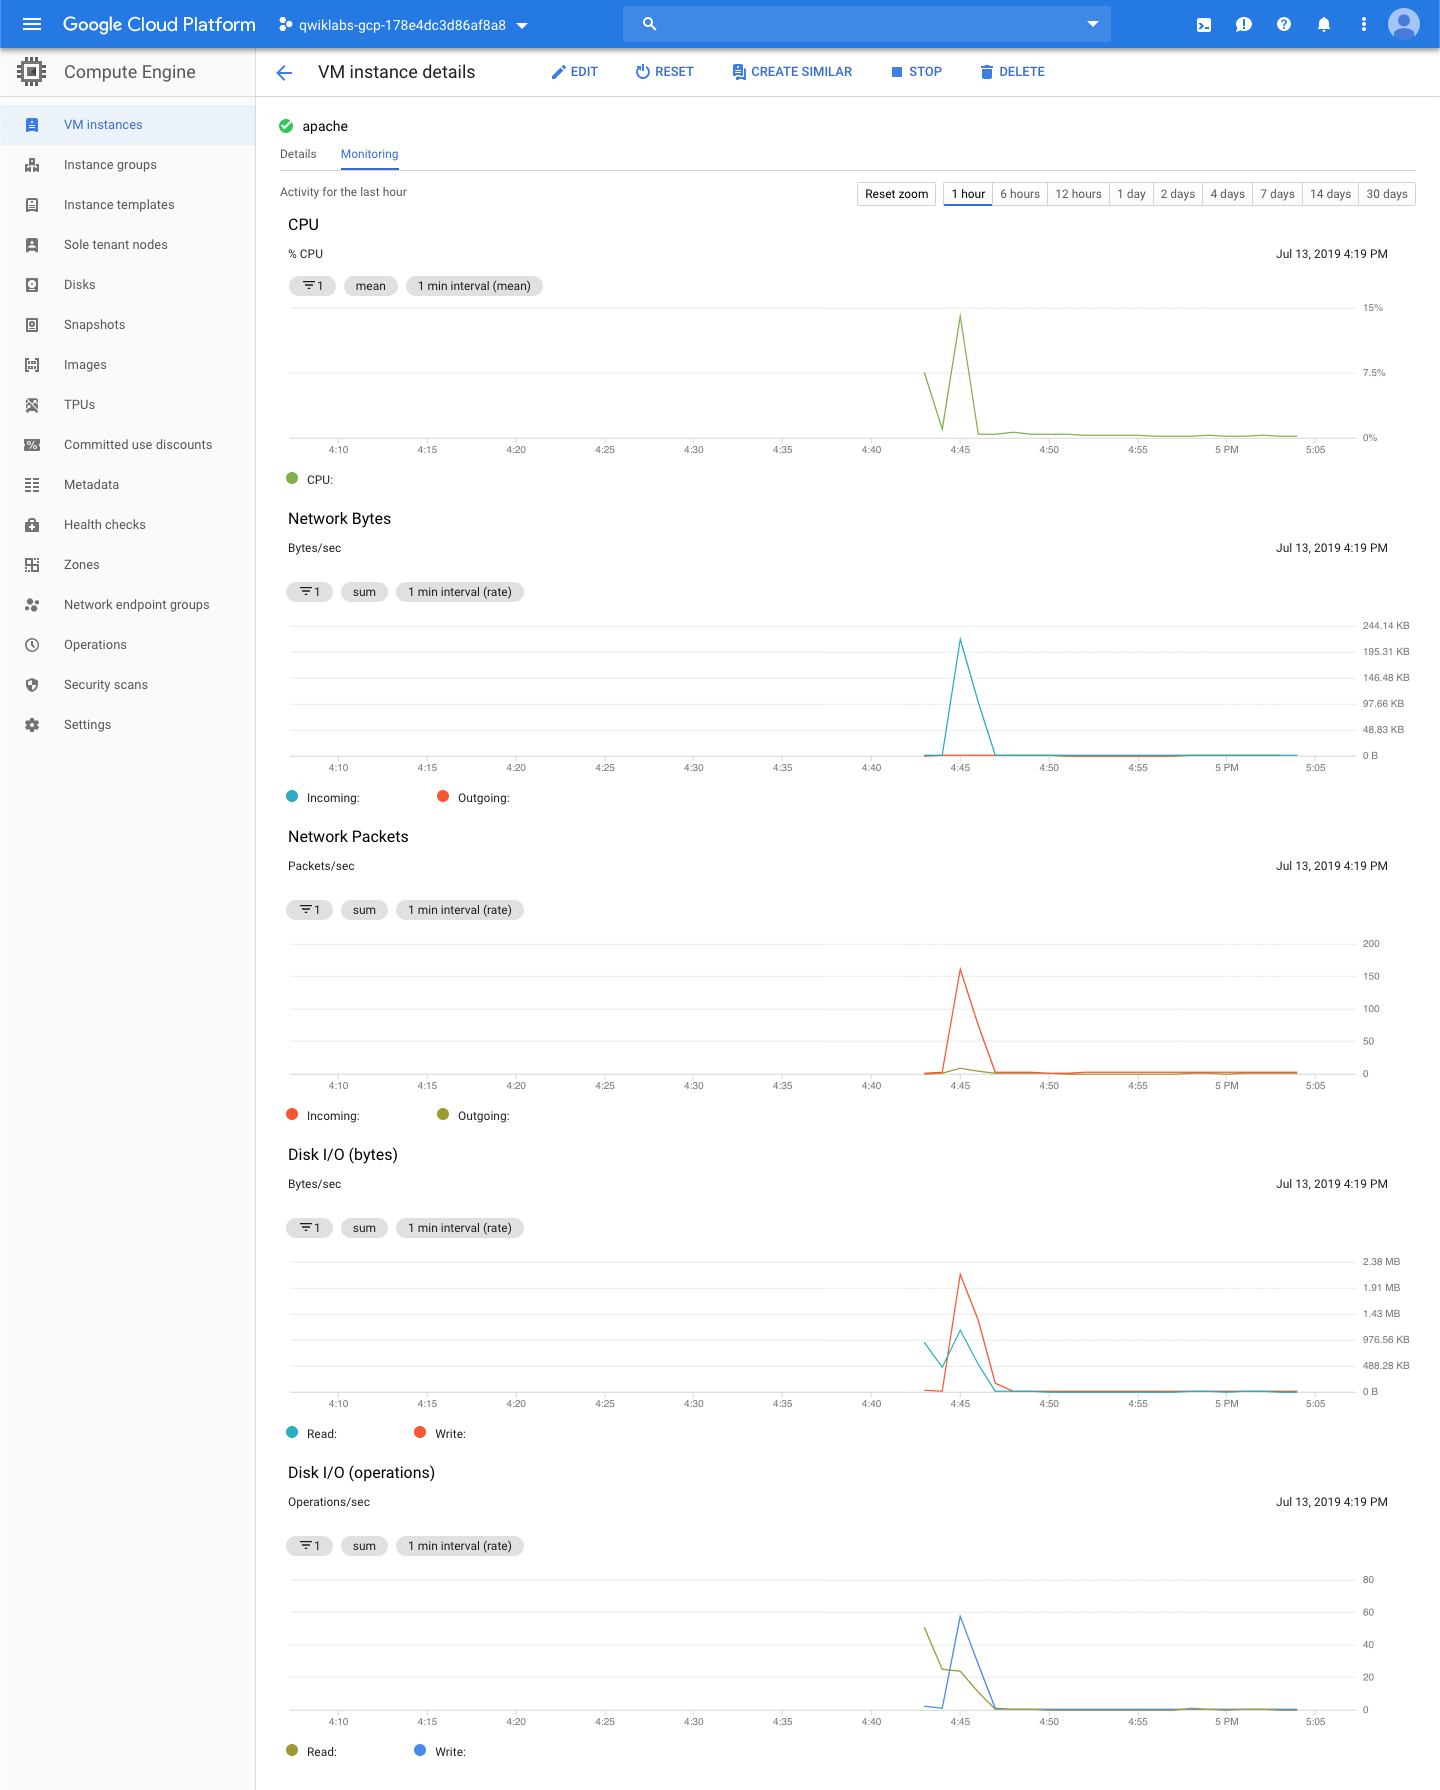 Google Cloud Platform qwiklabs-gcp-178e4dc3d86af8a8
Compute Engine
VM instances
Instance groups
Instance templates
Sole tenant nodes
Disks
Snapshots
Images
TPUs
Committed use discounts
Metadata
Health checks
Zones
Network endpoint groups
Operations
Security scans
Settings
VM instance details EDIT RESET CREATE SIMILAR STOP DELETE
apache
Details Monitoring
Activity for the last hour Reset zoom 1 hour 6 hours 12 hours 1 day 2 days 4 days 7 days 14 days 30 days
CPU
% CPU Jul 13, 2019 4:19 PM
1 mean 1 min interval (mean)
15%
7.5%
0%
4:10 4:15 4:20 4:25 4:30 4:35 4:40 4:45 4:50 4:55 5 PM 5:05
CPU:
Network Bytes
Bytes/sec Jul 13, 2019 4:19 PM
1 sum 1 min interval (rate)
244.14 KB
195.31 KB
146.48 KB
97.66 KB
48.83 KB
0 B
4:10 4:15 4:20 4:25 4:30 4:35 4:40 4:45 4:50 4:55 5 PM 5:05
Incoming: Outgoing:
Network Packets
Packets/sec Jul 13, 2019 4:19 PM
1 sum 1 min interval (rate)
200
150
100
50
0
4:10 4:15 4:20 4:25 4:30 4:35 4:40 4:45 4:50 4:55 5 PM 5:05
Incoming: Outgoing:
Disk I/O (bytes)
Bytes/sec Jul 13, 2019 4:19 PM
1 sum 1 min interval (rate)
2.38 MB
1.91 MB
1.43 MB
976.56 KB
488.28 KB
0 B
4:10 4:15 4:20 4:25 4:30 4:35 4:40 4:45 4:50 4:55 5 PM 5:05
Read: Write:
Disk I/O (operations)
Operations/sec Jul 13, 2019 4:19 PM
1 sum 1 min interval (rate)
80
60
40
20
0
4:10 4:15 4:20 4:25 4:30 4:35 4:40 4:45 4:50 4:55 5 PM 5:05
Read: Write: